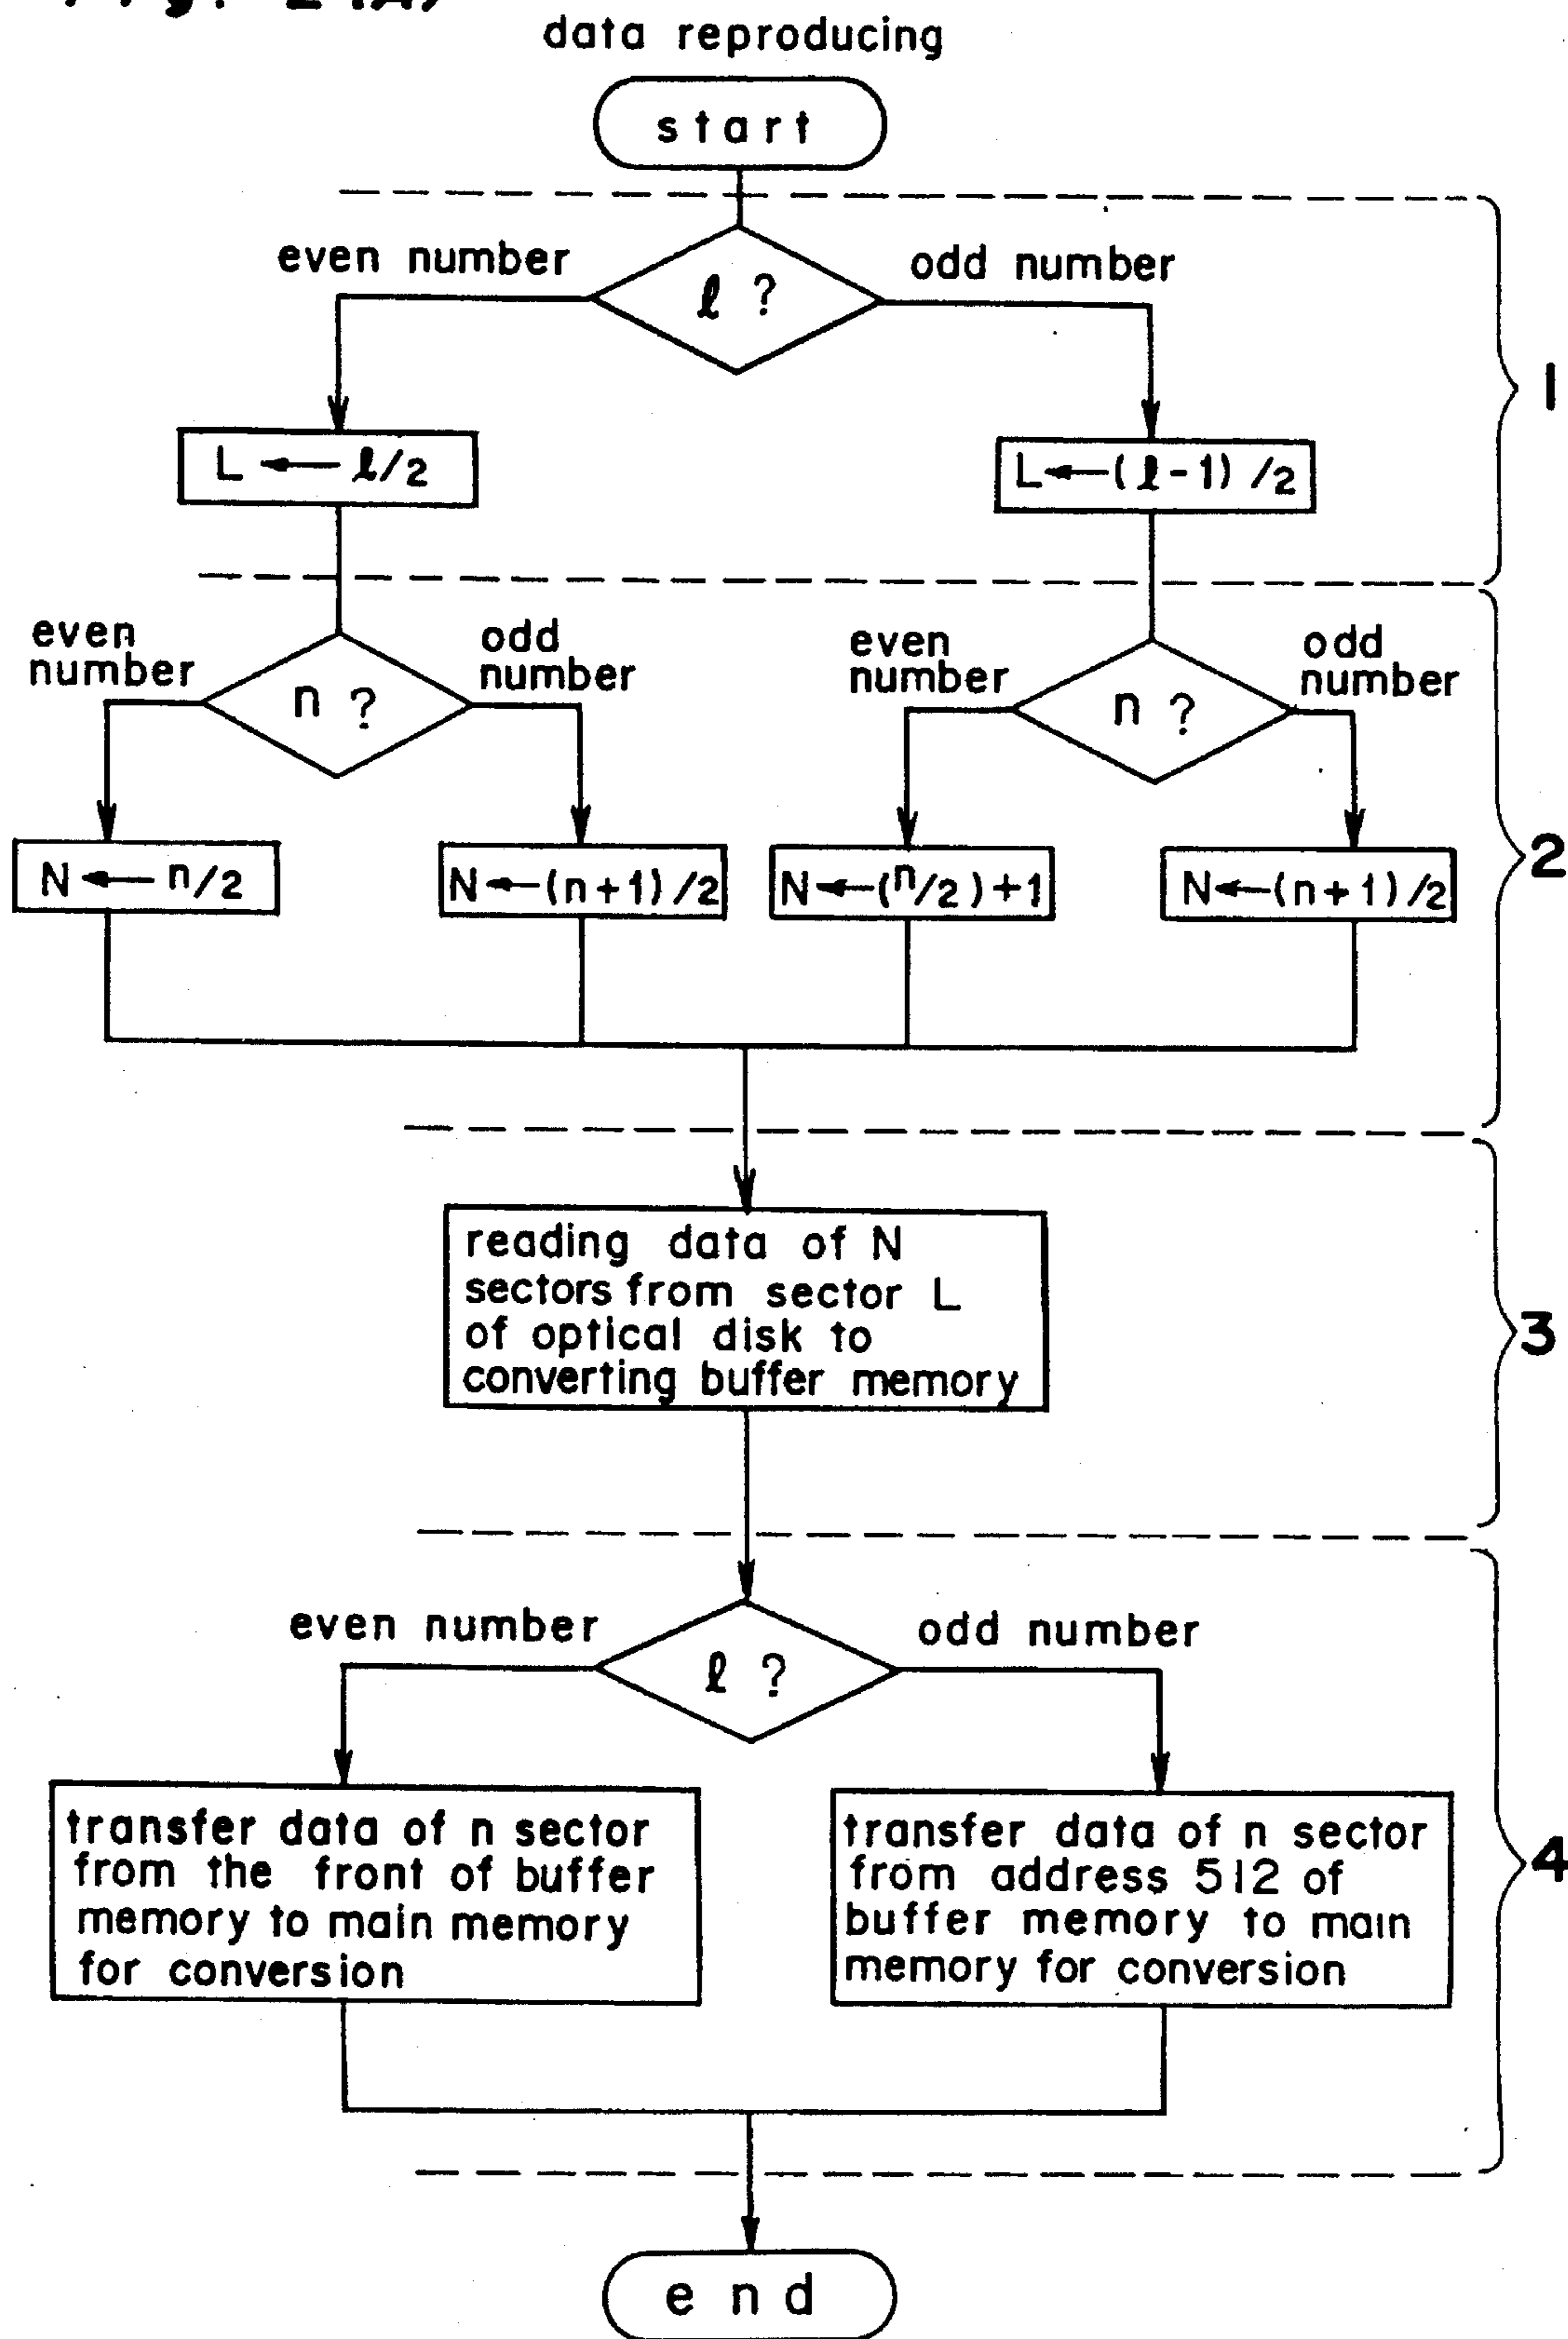 data reproducing
start
even number
odd number
ℓ ?
1
L ← ℓ/2
L ← (ℓ-1) /2
even
number
odd
number
even
number
odd
number
n ?
n ?
2
N ← n/2
N ← (n+1)/2
N ← (n/2)+1
N ← (n+1)/2
reading data of N
sectors from sector L
of optical disk to
converting buffer memory
3
even number
odd number
ℓ ?
transfer data of n sector
from the front of buffer
memory to main memory
for conversion
transfer data of n sector
from address 512 of
buffer memory to main
memory for conversion
4
end